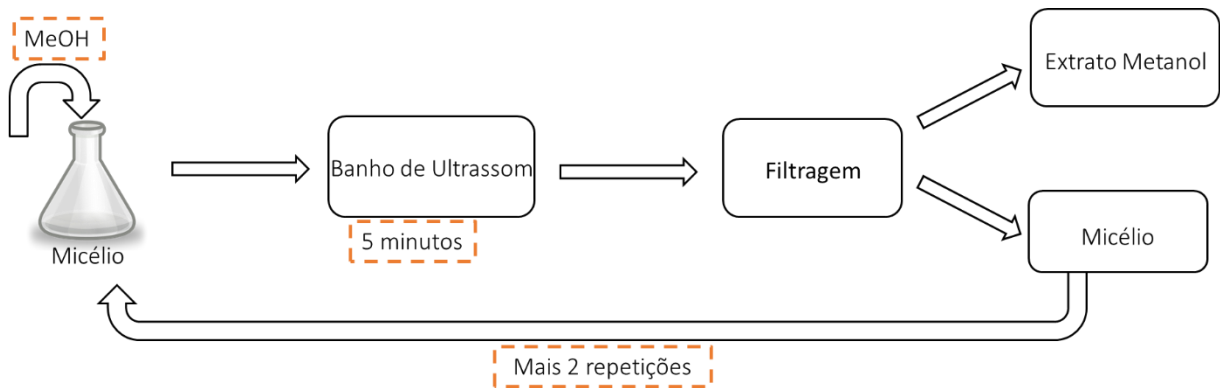 MeOH
Micélio
Banho de Ultrassom
5 minutos
Filtragem
Extrato Metanol
Micélio
Mais 2 repetições